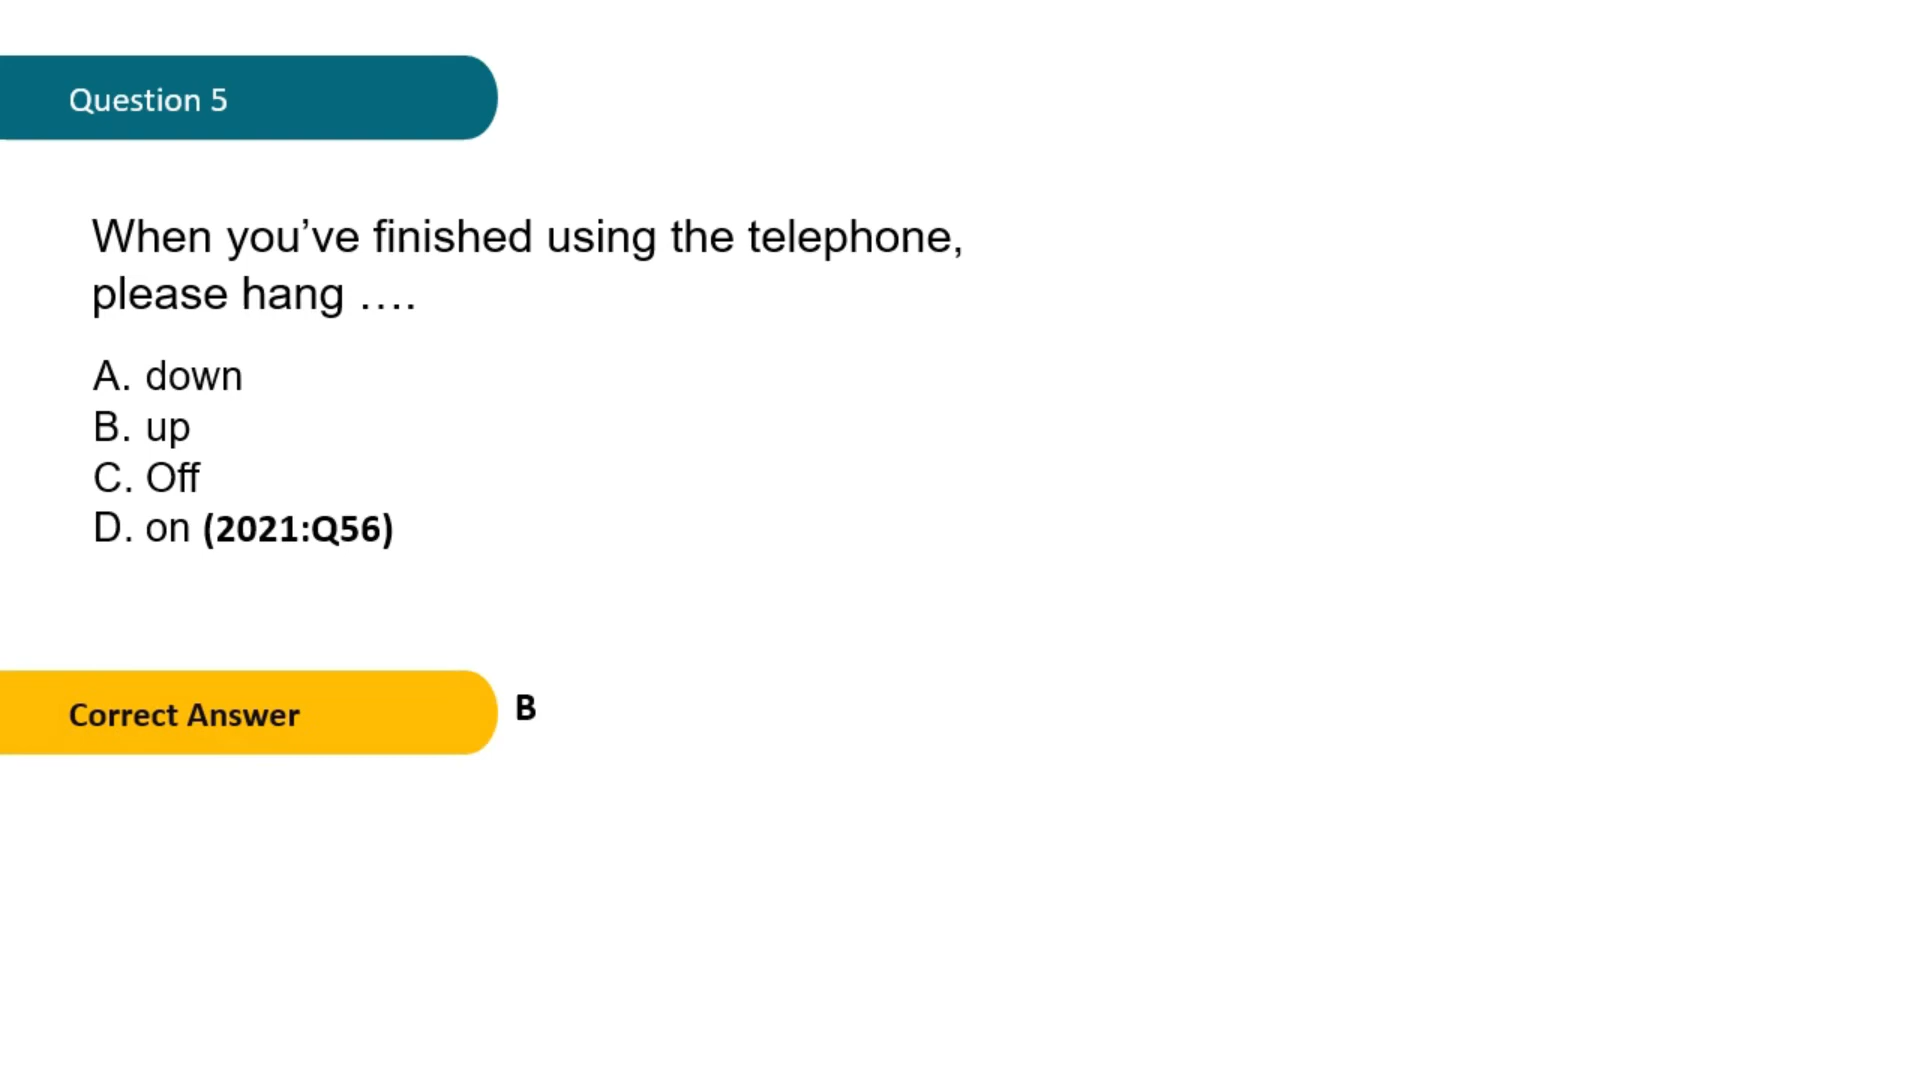 Question 5
When you’ve finished using the telephone,
please hang ….
A. down
B. up
C. Off
D. on (2021:Q56)
Correct Answer
B